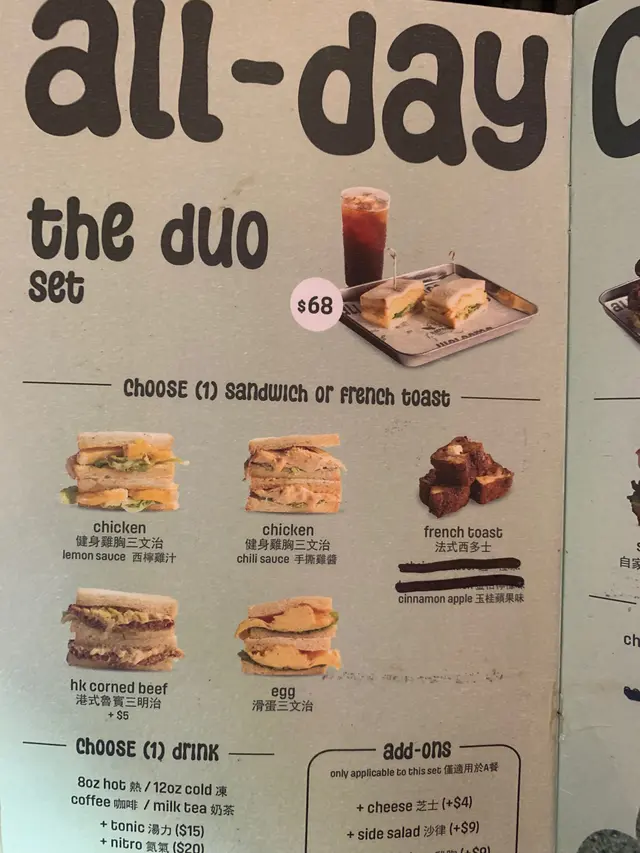 all-day
the duo
set
$68
choose (1) sandwich or french toast
chicken
健身雞胸三文治
lemon sauce 西檸雞汁
chicken
健身雞胸三文治
chili sauce 手撕雞醬
french toast
法式西多士
cinnamon apple 玉桂蘋果味
hk corned beef
港式魯賓三明治
+ $5
egg
滑蛋三文治
choose (1) drink
8oz hot 熱 / 12oz cold 凍
coffee 咖啡 / milk tea 奶茶
+ tonic 湯力 ($15)
+ nitro 氮氣 ($20)
add-ons
only applicable to this set 僅適用於A餐
+ cheese 芝士 (+$4)
+ side salad 沙律 (+$9)
自家
ch